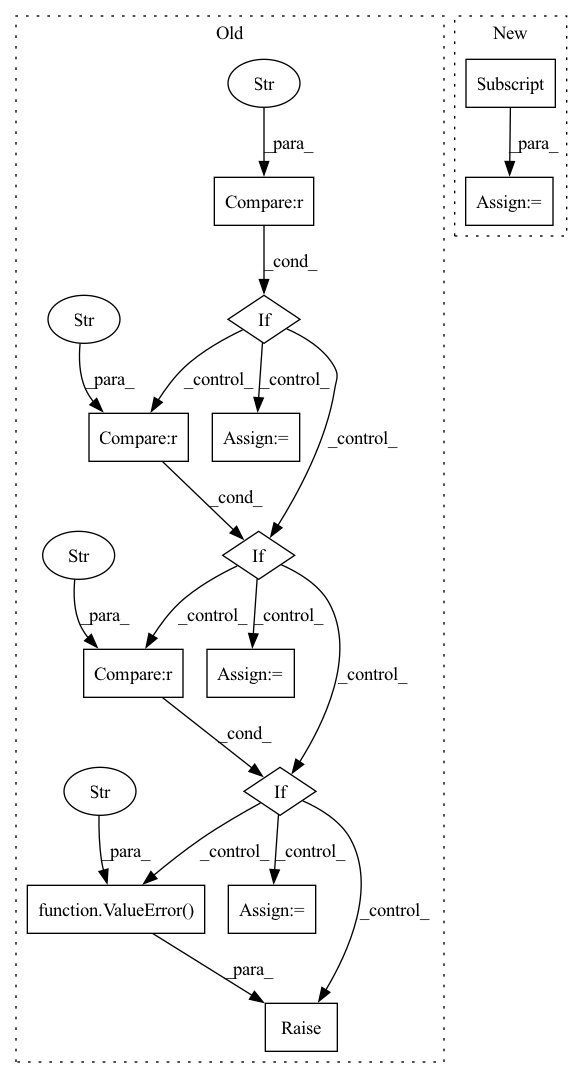 Old
New
Str
Subscript
_para_
_para_
Compare:r
Assign:=
_cond_
Str
If
_para_
_control_
_control_
Compare:r
Assign:=
_control_
_cond_
Str
If
_para_
_control_
_control_
Compare:r
Assign:=
_control_
_cond_
Str
If
_para_
_control_
_control_
function.ValueError()
Assign:=
_control_
_para_
Raise